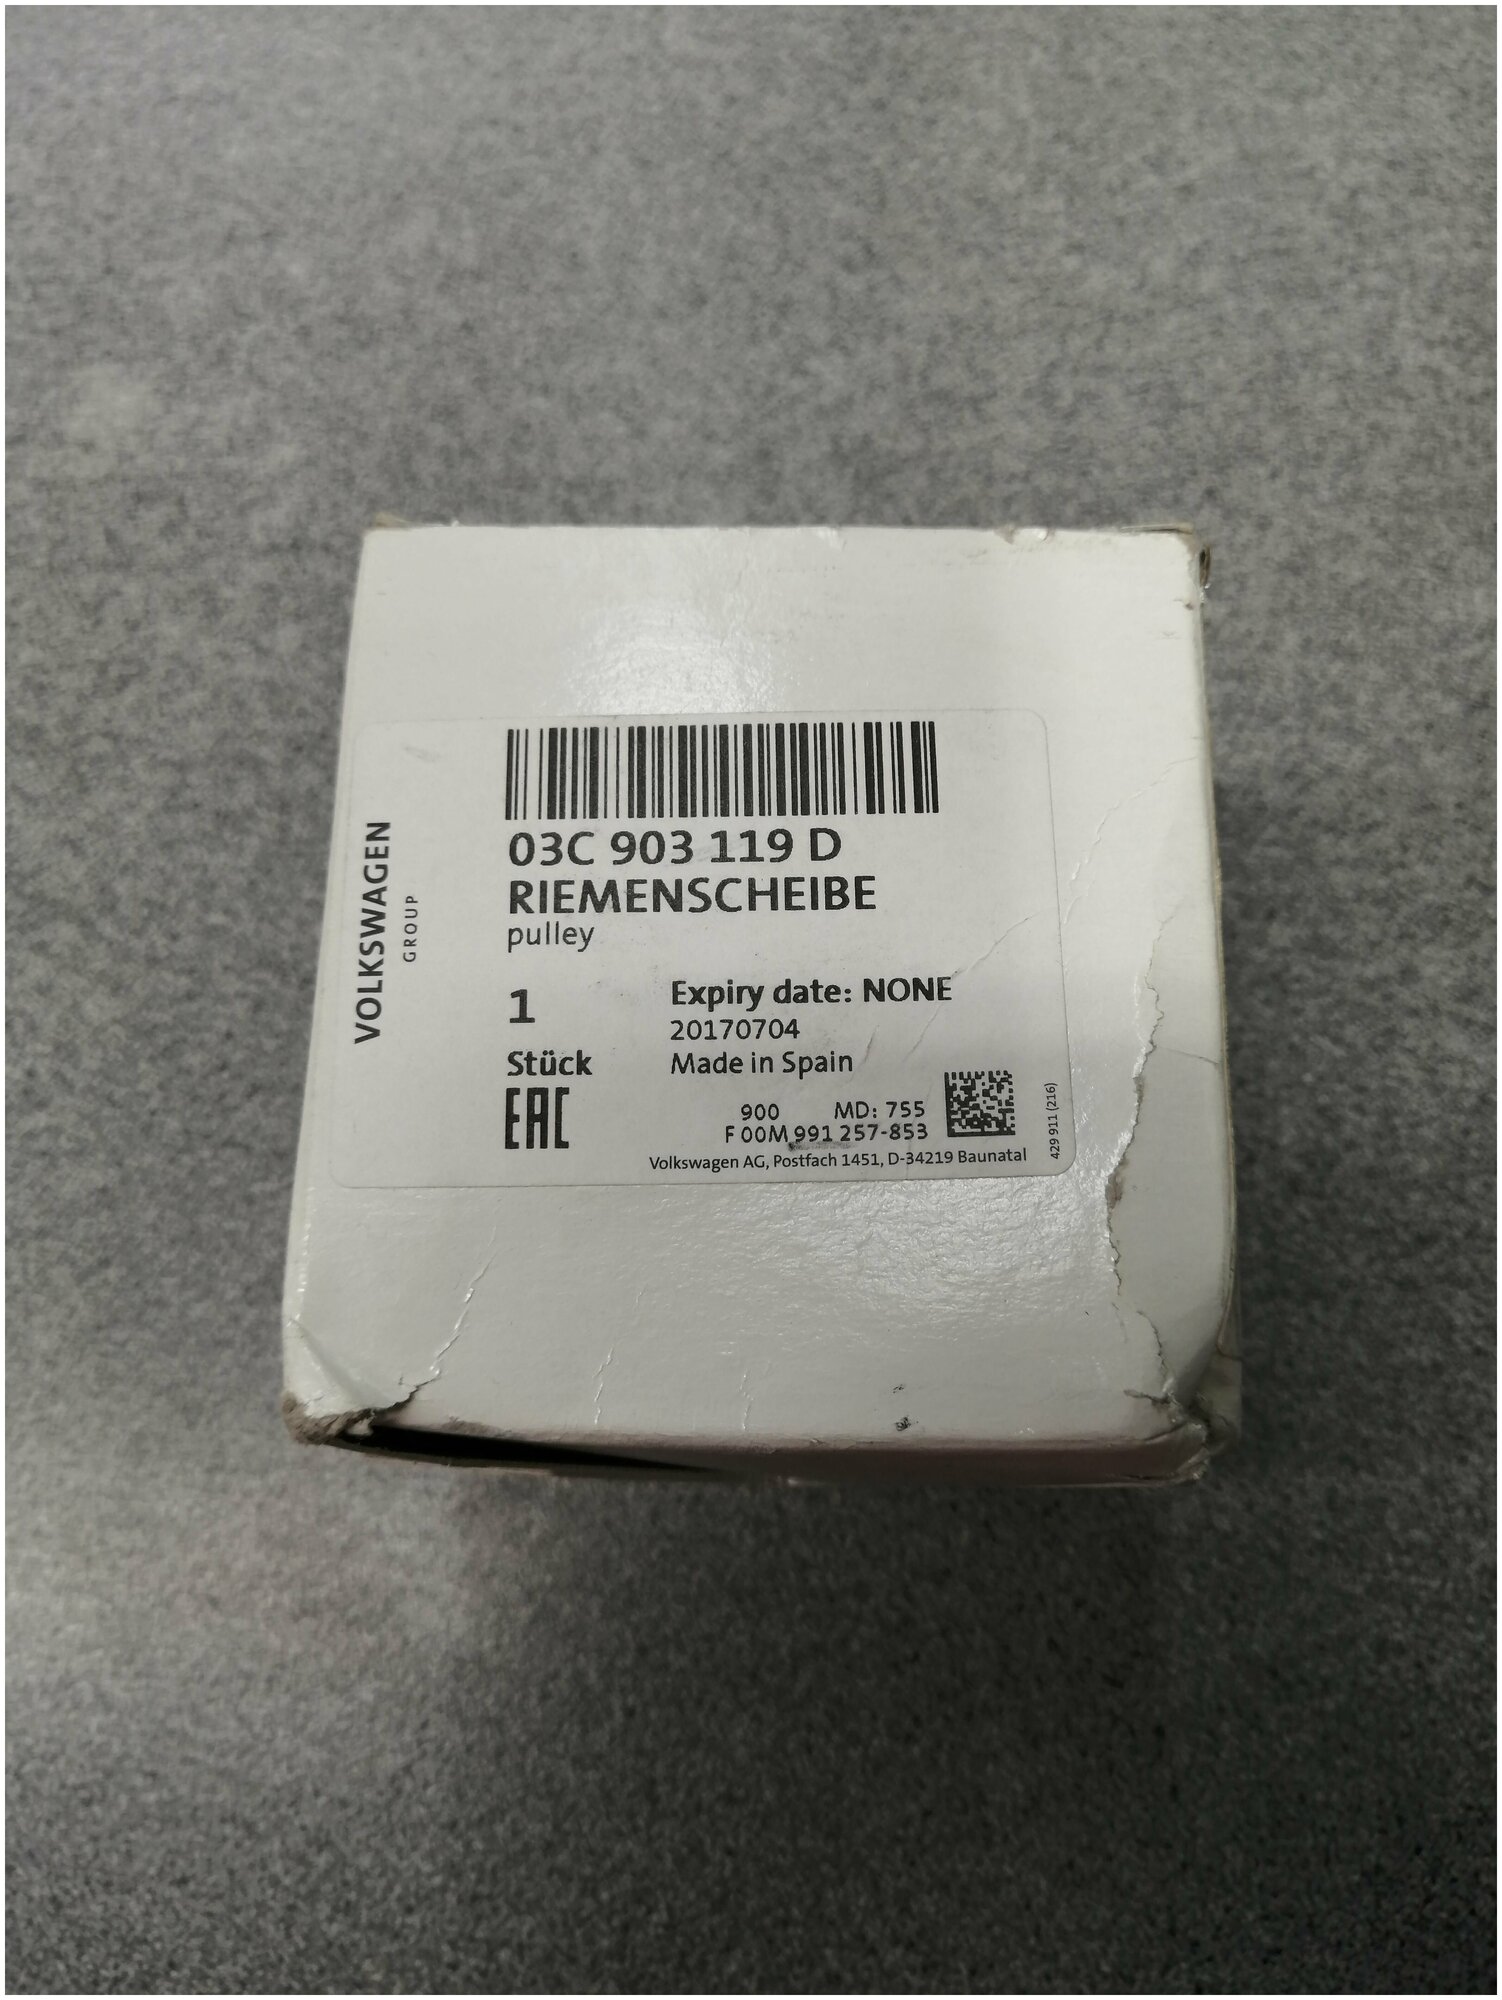 VOLKSWAGEN
GROUP
03C 903 119 D
RIEMENSCHEIBE
pulley
1
Stück
EAC
Expiry date: NONE
20170704
Made in Spain
900 MD: 755
F 00M 991 257-853
Volkswagen AG, Postfach 1451, D-34219 Baunatal
429 911 (216)